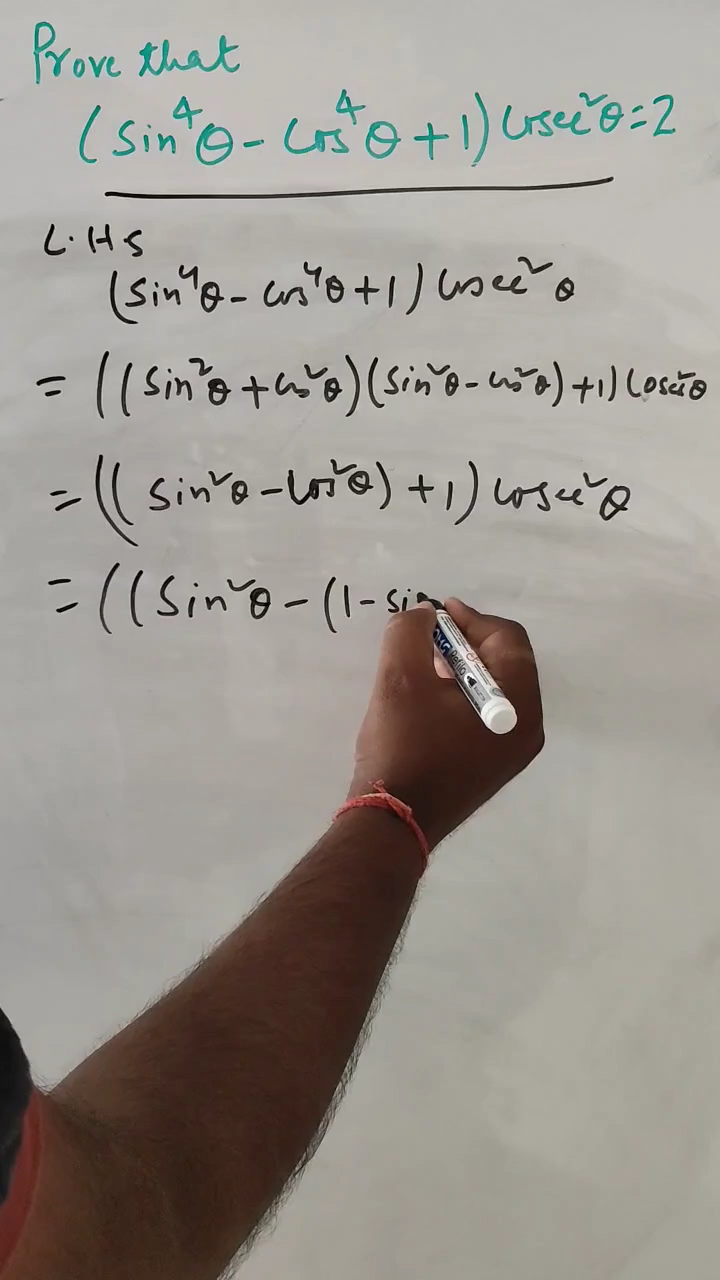 Prove that
(sin⁴θ - cos⁴θ + 1) cosec²θ = 2
L.H.S
(sin⁴θ - cos⁴θ + 1) cosec²θ
= ((sin²θ + cos²θ)(sin²θ - cos²θ) + 1) cosec²θ
= ((sin²θ - cos²θ) + 1) cosec²θ
= ((sin²θ - (1 - sin